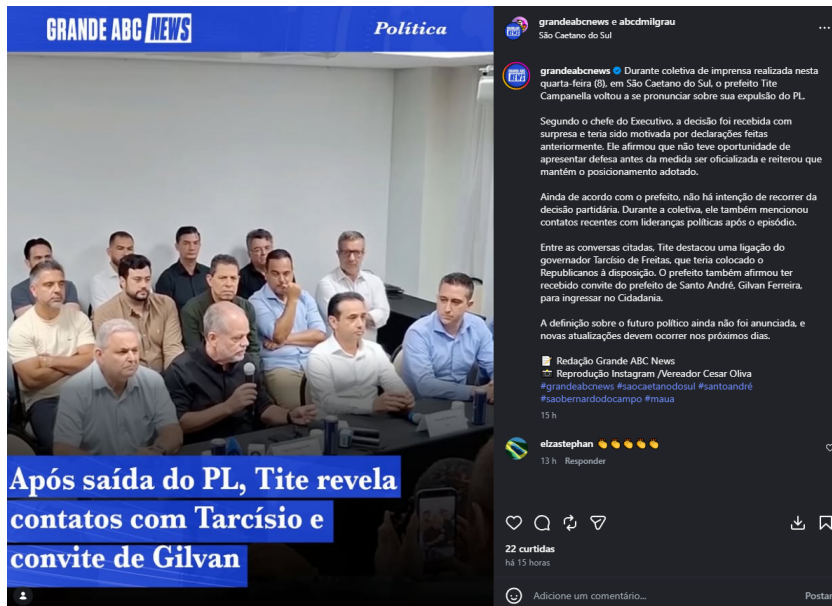 GRANDE ABC NEWS
Política
Após saída do PL, Tite revela
contatos com Tarcísio e
convite de Gilvan
grandeabcnews e abcdmilgrau
São Caetano do Sul
grandeabcnews Durante coletiva de imprensa realizada nesta
quarta-feira (8), em São Caetano do Sul, o prefeito Tite
Campanella voltou a se pronunciar sobre sua expulsão do PL.
Segundo o chefe do Executivo, a decisão foi recebida com
surpresa e teria sido motivada por declarações feitas
anteriormente. Ele afirmou que não teve oportunidade de
apresentar defesa antes da medida ser oficializada e reiterou que
mantém o posicionamento adotado.
Ainda de acordo com o prefeito, não há intenção de recorrer da
decisão partidária. Durante a coletiva, ele também mencionou
contatos recentes com lideranças políticas após o episódio.
Entre as conversas citadas, Tite destacou uma ligação do
governador Tarcísio de Freitas, que teria colocado o
Republicanos à disposição. O prefeito também afirmou ter
recebido convite do prefeito de Santo André, Gilvan Ferreira,
para ingressar no Cidadania.
A definição sobre o futuro político ainda não foi anunciada, e
novas atualizações devem ocorrer nos próximos dias.
Redação Grande ABC News
Reprodução Instagram /Vereador Cesar Oliva
#grandeabcnews #saocaetanodosul #santoandré
#saobernardodocampo #maua
15 h
elzastephan 👏👏👏👏👏
13 h Responder
22 curtidas
há 15 horas
Adicione um comentário...
Postar